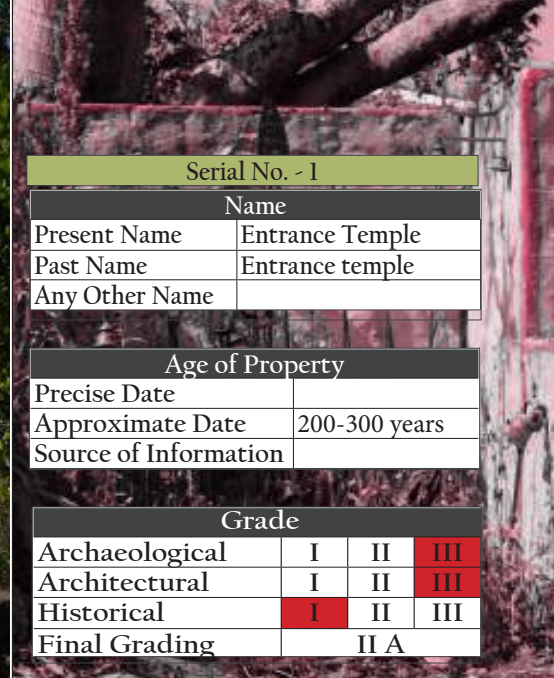 Serial No. - 1
Name
Present Name Entrance Temple
Past Name Entrance temple
Any Other Name
Age of Property
Precise Date
Approximate Date 200-300 years
Source of Information
Grade
Archaeological I II III
Architectural I II III
Historical I II III
Final Grading II A